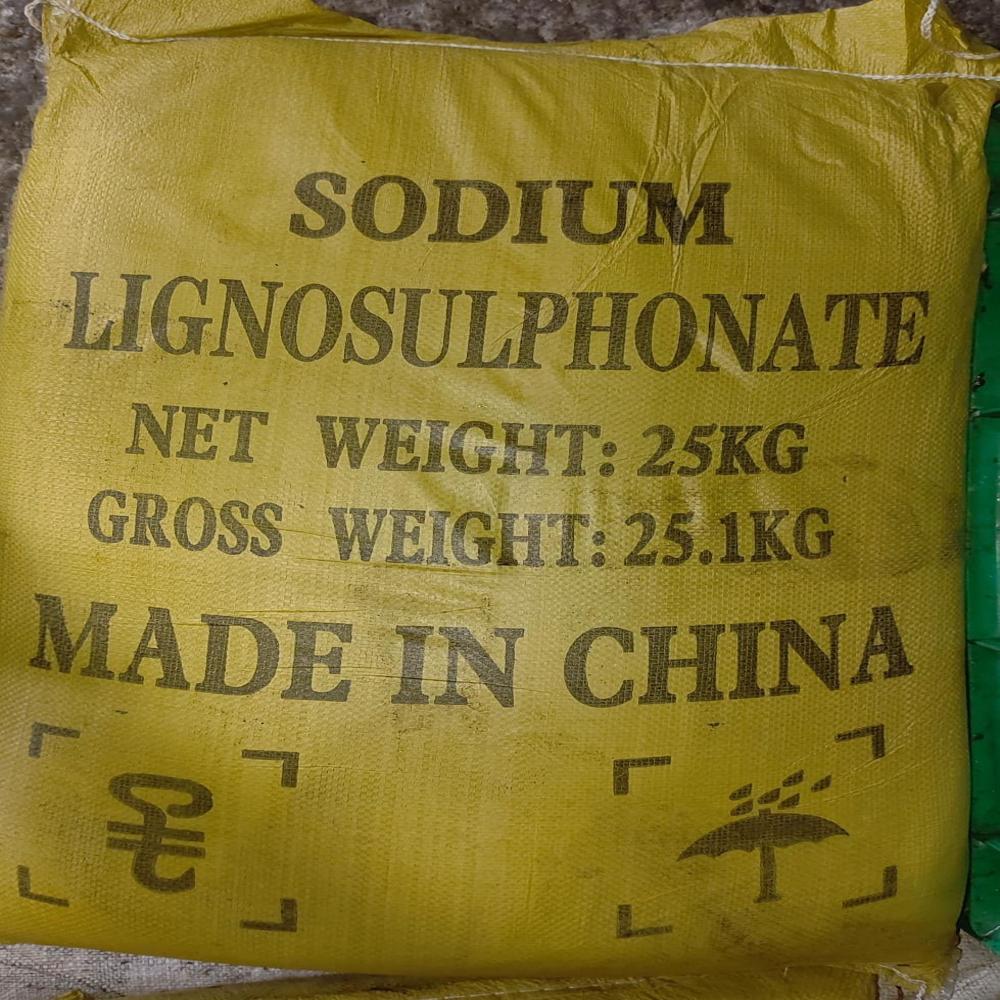 SODIUM
LIGNOSULPHONATE
NET WEIGHT: 25KG
GROSS WEIGHT: 25.1KG
MADE IN CHINA